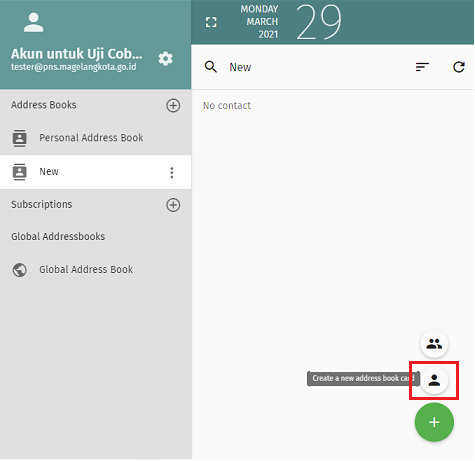 Akun untuk Uji Cob...
tester@pns.magelangkota.go.id
MONDAY
MARCH
2021
29
Address Books
Personal Address Book
New
Subscriptions
Global Addressbooks
Global Address Book
New
No contact
Create a new address book card